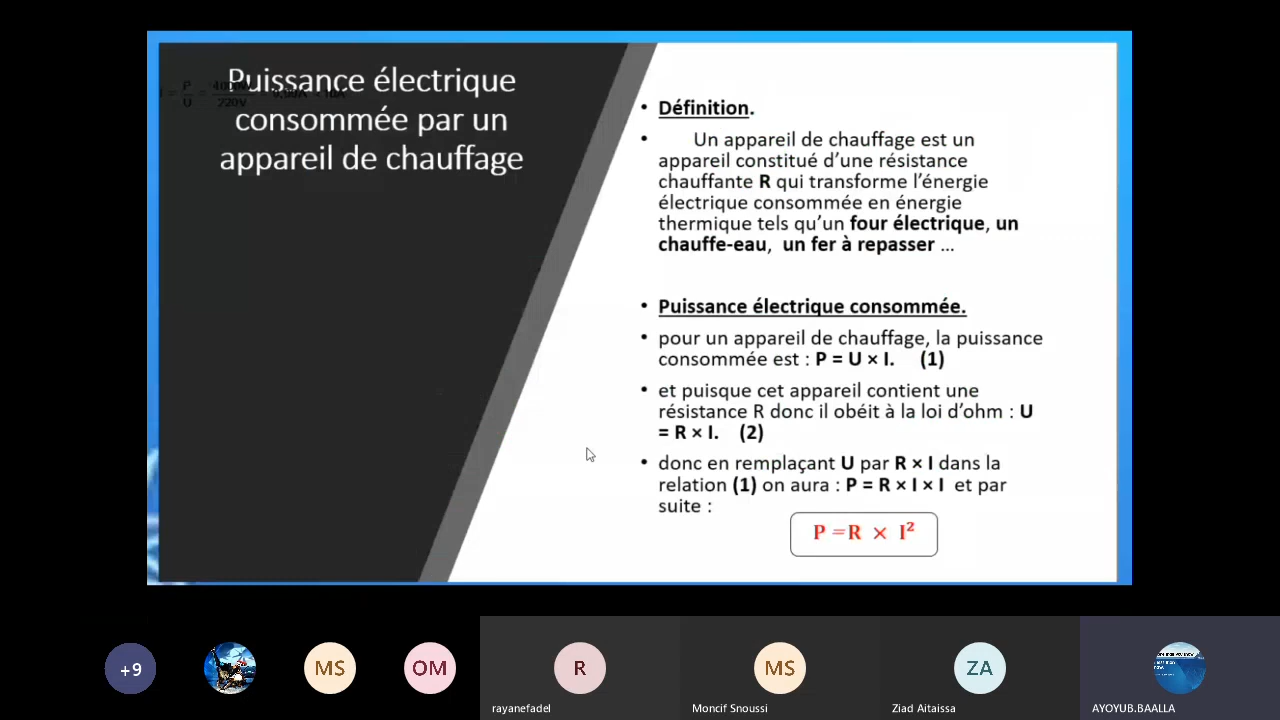 Puissance électrique
consommée par un
appareil de chauffage
• Définition.
• Un appareil de chauffage est un
appareil constitué d’une résistance
chauffante R qui transforme l’énergie
électrique consommée en énergie
thermique tels qu’un four électrique, un
chauffe-eau, un fer à repasser ...
• Puissance électrique consommée.
• pour un appareil de chauffage, la puissance
consommée est : P = U × I. (1)
• et puisque cet appareil contient une
résistance R donc il obéit à la loi d’ohm : U
= R × I. (2)
• donc en remplaçant U par R × I dans la
relation (1) on aura : P = R × I × I et par
suite :
P =R × I²
+9
MS
OM
R
MS
ZA
rayanefadel
Moncif Snoussi
Ziad Aitaissa
AYOYUB.BAALLA